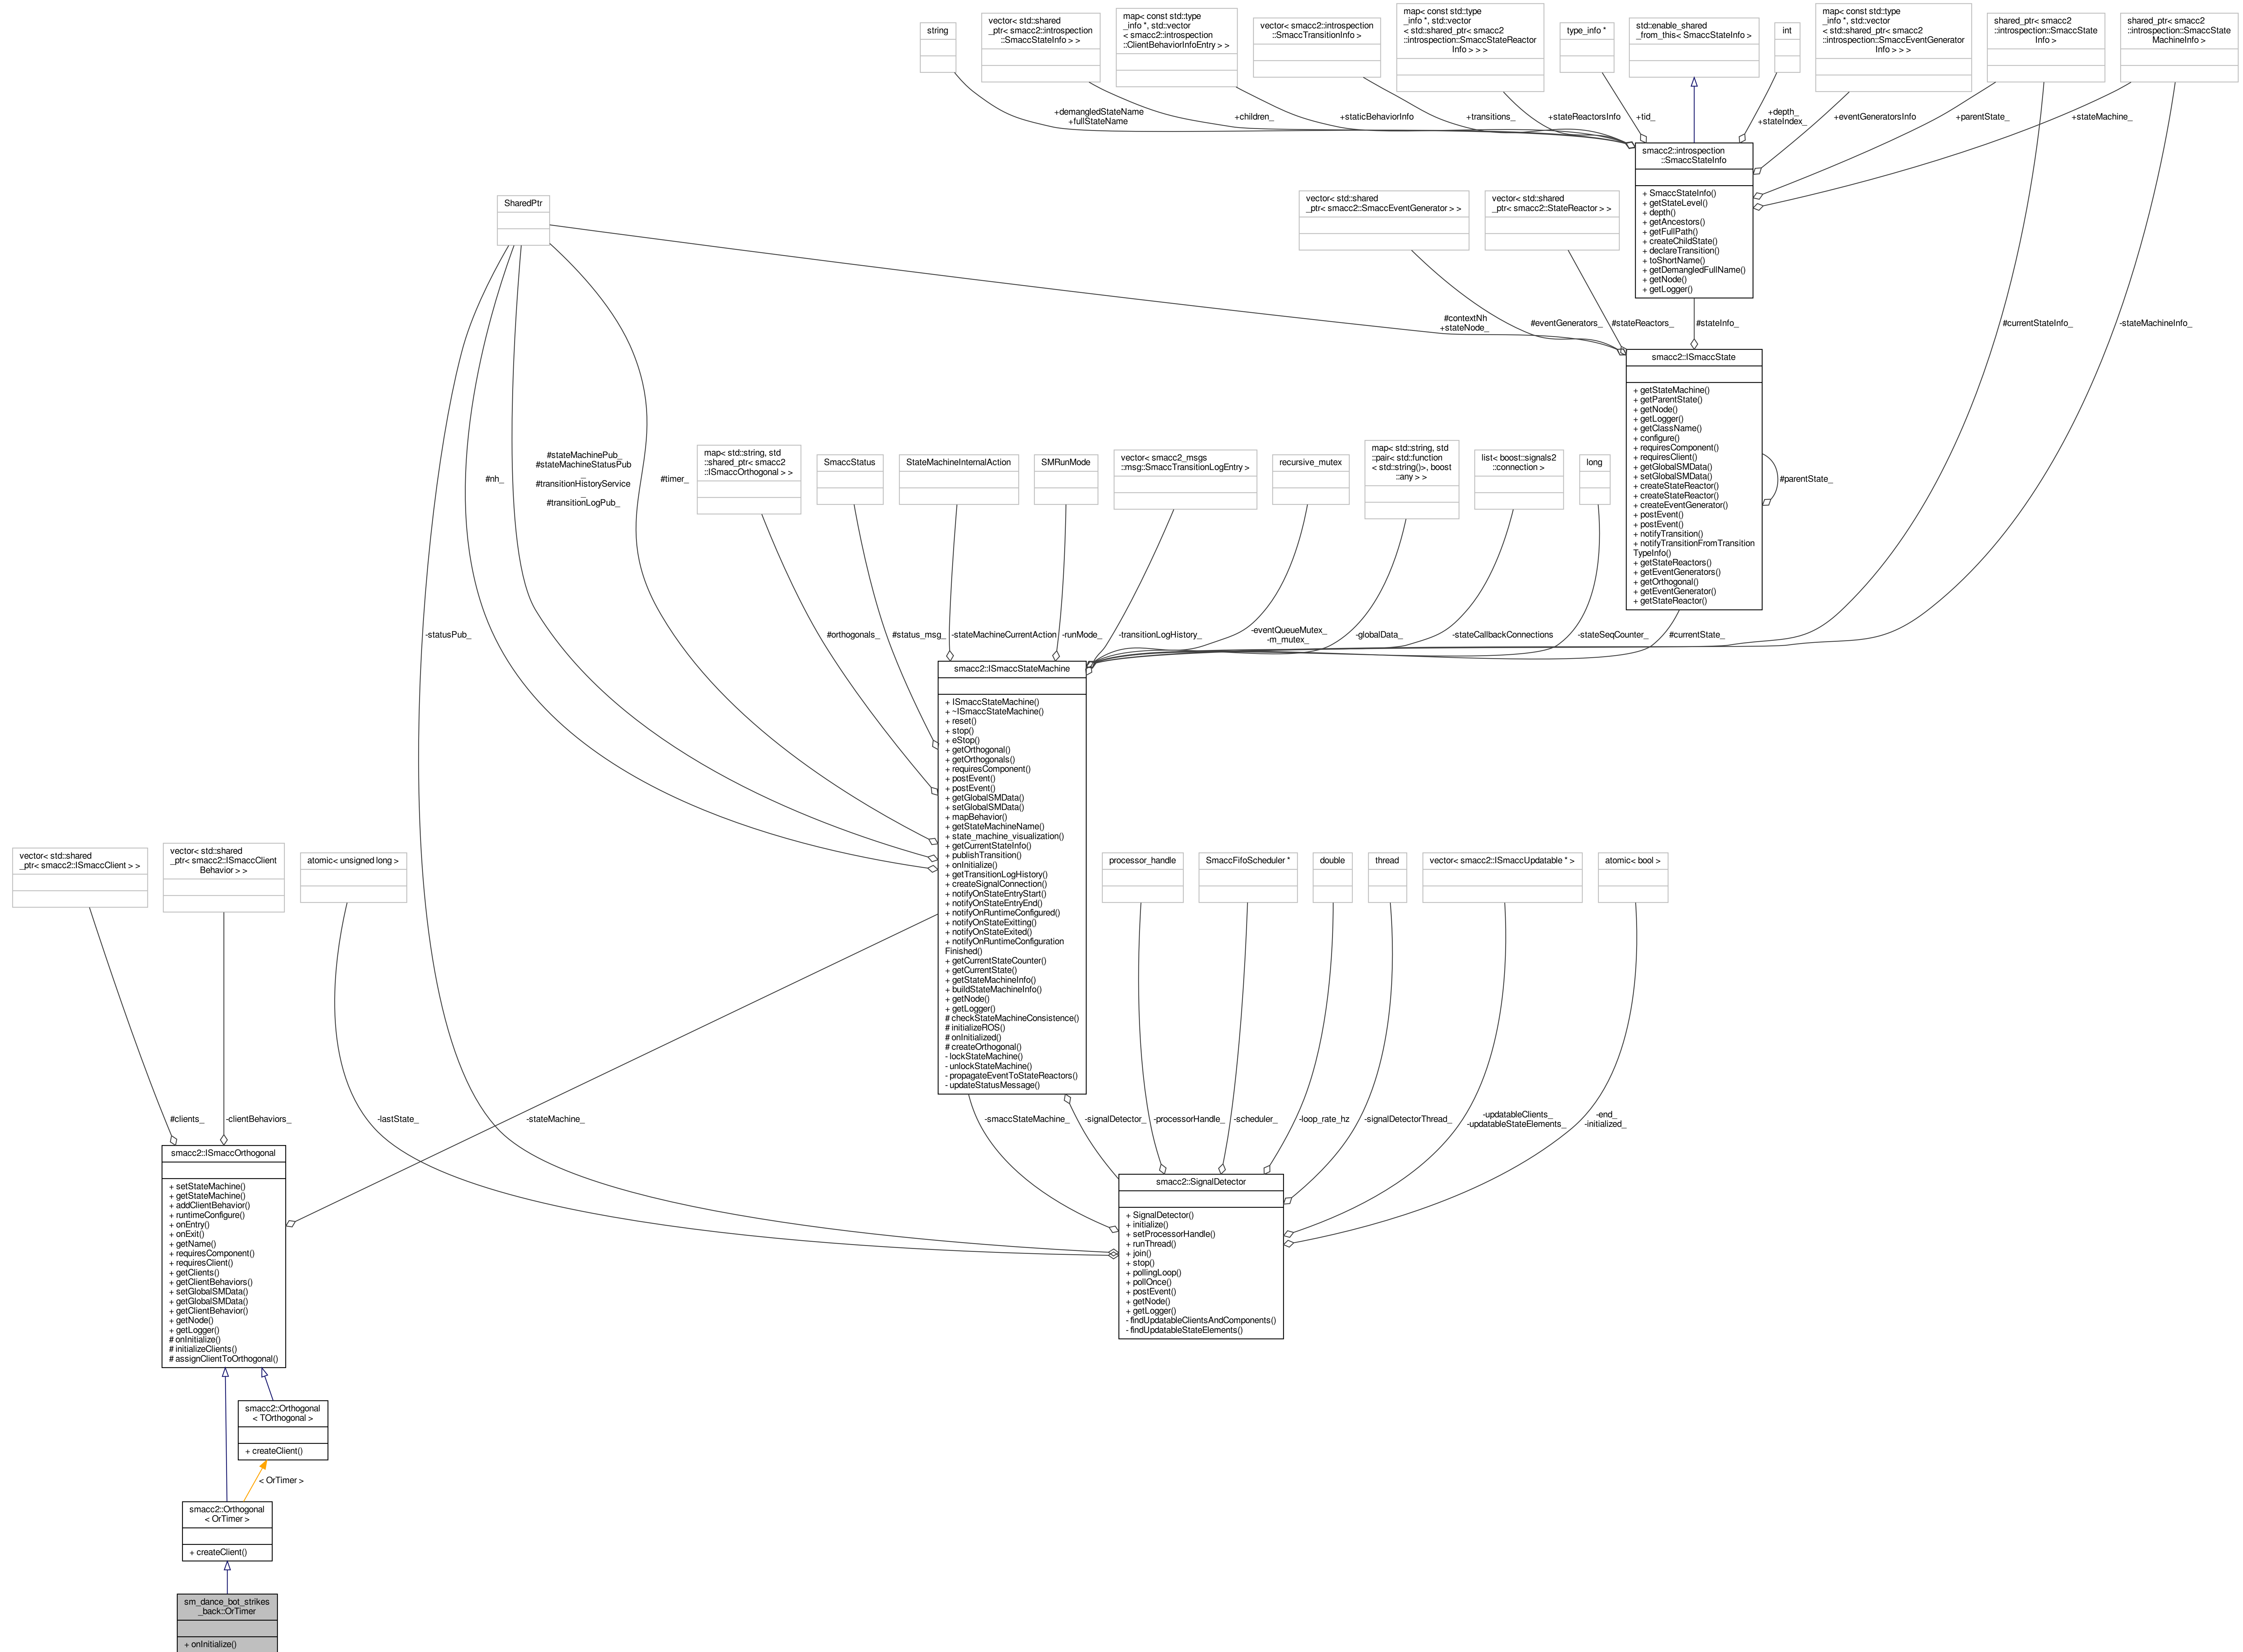 string
vector< std::shared
_ptr< smacc2::introspection
::SmaccStateInfo > >
map< const std::type
_info *, std::vector
< smacc2::introspection
::ClientBehaviorInfoEntry > >
vector< smacc2::introspection
::SmaccTransitionInfo >
map< const std::type
_info *, std::vector
< std::shared_ptr< smacc2
::introspection::SmaccStateReactor
Info > > >
type_info *
std::enable_shared
_from_this< SmaccStateInfo >
int
map< const std::type
_info *, std::vector
< std::shared_ptr< smacc2
::introspection::SmaccEventGenerator
Info > > >
shared_ptr< smacc2
::introspection::SmaccState
Info >
shared_ptr< smacc2
::introspection::SmaccState
MachineInfo >
+demangledStateName
+fullStateName
+children_
+staticBehaviorInfo
+transitions_
+stateReactorsInfo
+tid_
+depth_
+stateIndex_
+eventGeneratorsInfo
+parentState_
+stateMachine_
smacc2::introspection
::SmaccStateInfo
+ SmaccStateInfo()
+ getStateLevel()
+ depth()
+ getAncestors()
+ getFullPath()
+ createChildState()
+ declareTransition()
+ toShortName()
+ getDemangledFullName()
+ getNode()
+ getLogger()
SharedPtr
vector< std::shared
_ptr< smacc2::SmaccEventGenerator > >
vector< std::shared
_ptr< smacc2::StateReactor > >
#contextNh
+stateNode_
#eventGenerators_
#stateReactors_
#stateInfo_
#currentStateInfo_
-stateMachineInfo_
smacc2::ISmaccState
+ getStateMachine()
+ getParentState()
+ getNode()
+ getLogger()
+ getClassName()
+ configure()
+ requiresComponent()
+ requiresClient()
+ getGlobalSMData()
+ setGlobalSMData()
+ createStateReactor()
+ createStateReactor()
+ createEventGenerator()
+ postEvent()
+ postEvent()
+ notifyTransition()
+ notifyTransitionFromTransition
TypeInfo()
+ getStateReactors()
+ getEventGenerators()
+ getOrthogonal()
+ getEventGenerator()
+ getStateReactor()
#parentState_
#nh_
#stateMachinePub_
#stateMachineStatusPub
_
#transitionHistoryService
_
#transitionLogPub_
#timer_
map< std::string, std
::shared_ptr< smacc2
::ISmaccOrthogonal > >
SmaccStatus
StateMachineInternalAction
SMRunMode
vector< smacc2_msgs
::msg::SmaccTransitionLogEntry >
recursive_mutex
map< std::string, std
::pair< std::function
< std::string()>, boost
::any > >
list< boost::signals2
::connection >
long
-statusPub_
#orthogonals_
#status_msg_
-stateMachineCurrentAction
-runMode_
-transitionLogHistory_
-eventQueueMutex_
-m_mutex_
-globalData_
-stateCallbackConnections
-stateSeqCounter_
#currentState_
smacc2::ISmaccStateMachine
+ ISmaccStateMachine()
+ ~ISmaccStateMachine()
+ reset()
+ stop()
+ eStop()
+ getOrthogonal()
+ getOrthogonals()
+ requiresComponent()
+ postEvent()
+ postEvent()
+ getGlobalSMData()
+ setGlobalSMData()
+ mapBehavior()
+ getStateMachineName()
+ state_machine_visualization()
+ getCurrentStateInfo()
+ publishTransition()
+ onInitialize()
+ getTransitionLogHistory()
+ createSignalConnection()
+ notifyOnStateEntryStart()
+ notifyOnStateEntryEnd()
+ notifyOnRuntimeConfigured()
+ notifyOnStateExitting()
+ notifyOnStateExited()
+ notifyOnRuntimeConfiguration
Finished()
+ getCurrentStateCounter()
+ getCurrentState()
+ getStateMachineInfo()
+ buildStateMachineInfo()
+ getNode()
+ getLogger()
# checkStateMachineConsistence()
# initializeROS()
# onInitialized()
# createOrthogonal()
- lockStateMachine()
- unlockStateMachine()
- propagateEventToStateReactors()
- updateStatusMessage()
vector< std::shared
_ptr< smacc2::ISmaccClient > >
vector< std::shared
_ptr< smacc2::ISmaccClient
Behavior > >
atomic< unsigned long >
processor_handle
SmaccFifoScheduler *
double
thread
vector< smacc2::ISmaccUpdatable * >
atomic< bool >
#clients_
-clientBehaviors_
-lastState_
-stateMachine_
-smaccStateMachine_
-signalDetector_
-processorHandle_
-scheduler_
-loop_rate_hz
-signalDetectorThread_
-updatableClients_
-updatableStateElements_
-end_
-initialized_
smacc2::ISmaccOrthogonal
+ setStateMachine()
+ getStateMachine()
+ addClientBehavior()
+ runtimeConfigure()
+ onEntry()
+ onExit()
+ getName()
+ requiresComponent()
+ requiresClient()
+ getClients()
+ getClientBehaviors()
+ setGlobalSMData()
+ getGlobalSMData()
+ getClientBehavior()
+ getNode()
+ getLogger()
# onInitialize()
# initializeClients()
# assignClientToOrthogonal()
smacc2::SignalDetector
+ SignalDetector()
+ initialize()
+ setProcessorHandle()
+ runThread()
+ join()
+ stop()
+ pollingLoop()
+ pollOnce()
+ postEvent()
+ getNode()
+ getLogger()
- findUpdatableClientsAndComponents()
- findUpdatableStateElements()
smacc2::Orthogonal
< TOrthogonal >
+ createClient()
< OrTimer >
smacc2::Orthogonal
< OrTimer >
+ createClient()
sm_dance_bot_strikes
_back::OrTimer
+ onInitialize()